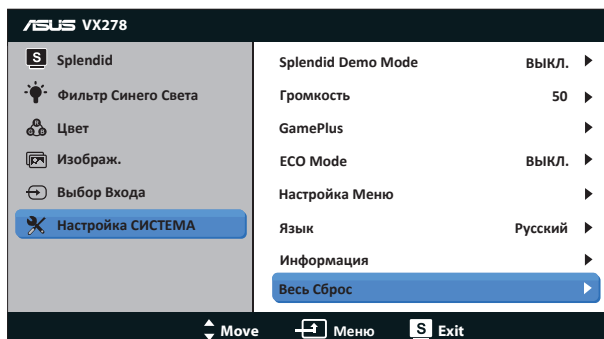 ASUS VX278
S Splendid
Фильтр Синего Света
Цвет
Изображ.
Выбор Входа
Настройка СИСТЕМА
Splendid Demo Mode ВЫКЛ.
Громкость 50
GamePlus
ECO Mode ВЫКЛ.
Настройка Меню
Язык Русский
Информация
Весь Сброс
Move Меню S Exit